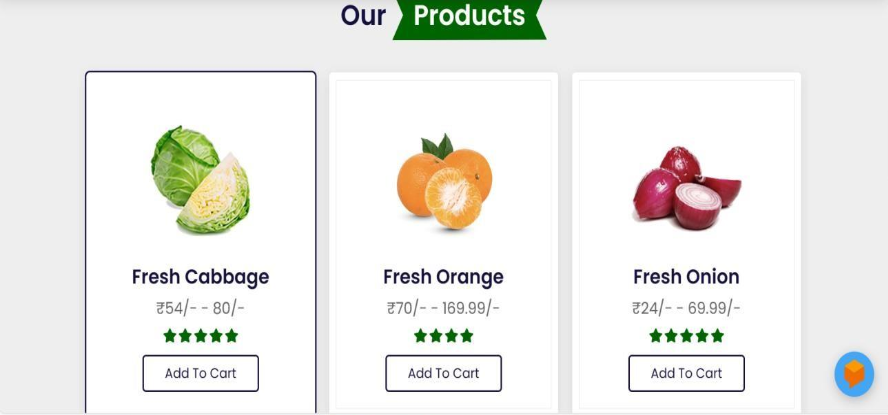 Our Products
Fresh Cabbage
₹54/- - 80/-
Add To Cart
Fresh Orange
₹70/- - 169.99/-
Add To Cart
Fresh Onion
₹24/- - 69.99/-
Add To Cart